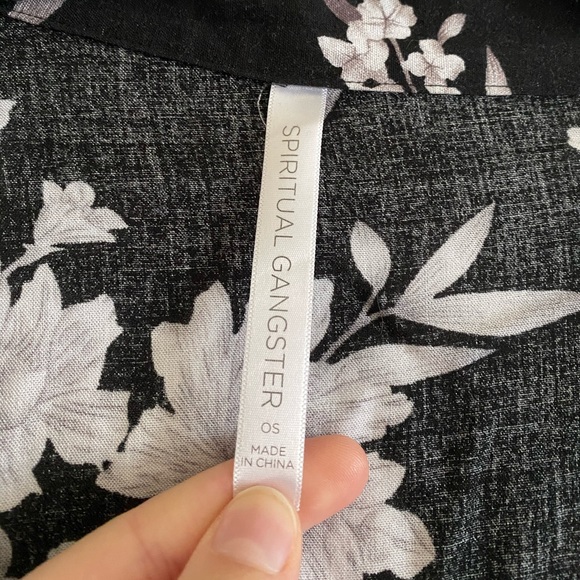 SPIRITUAL GANGSTER
OS
MADE
IN CHINA